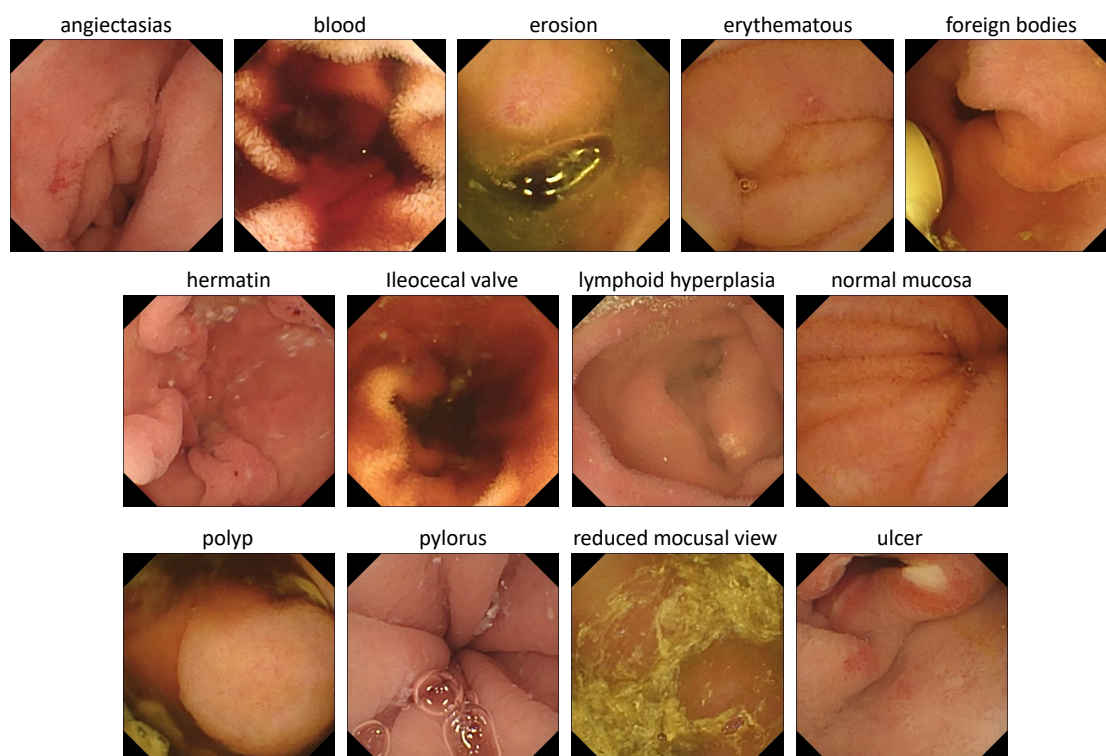 angiectasias blood erosion erythematous foreign bodies
hermatin Ileocecal valve lymphoid hyperplasia normal mucosa
polyp pylorus reduced mocusal view ulcer